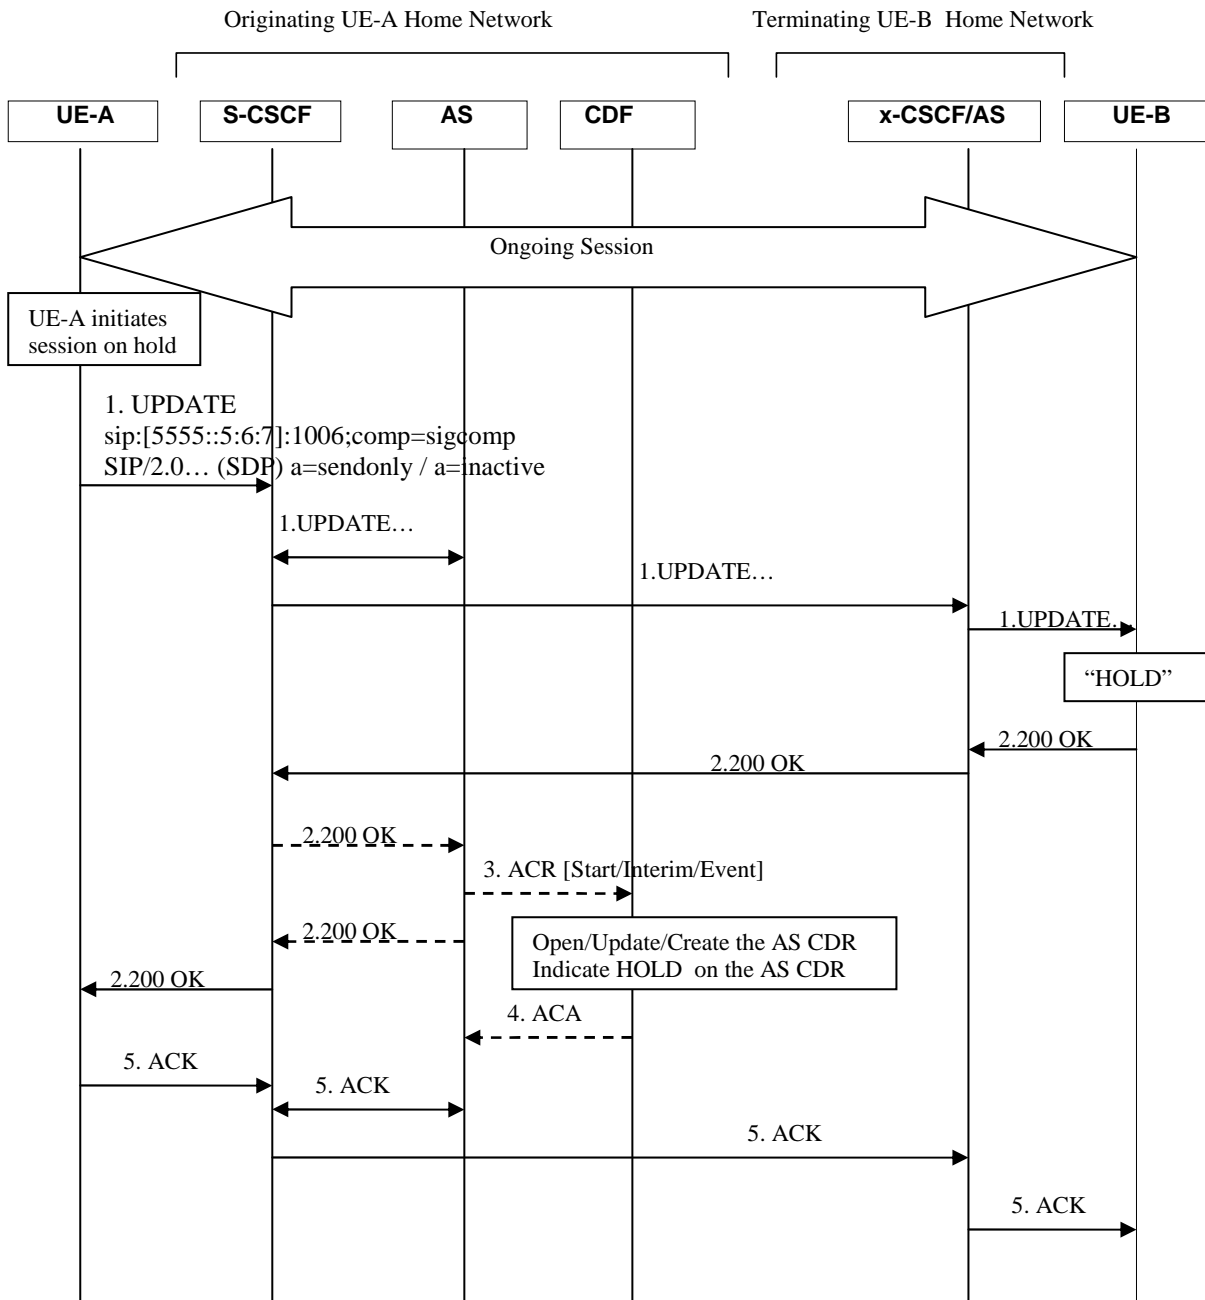 Originating UE-A Home Network
Terminating UE-B  Home Network
UE-A
S-CSCF
AS
CDF
x-CSCF/AS
UE-B
Ongoing Session
UE-A initiates
session on hold
1. UPDATE
sip:[5555::5:6:7]:1006;comp=sigcomp
SIP/2.0… (SDP) a=sendonly / a=inactive
1.UPDATE…
1.UPDATE…
1.UPDATE…
“HOLD”
2.200 OK
2.200 OK
2.200 OK
3. ACR [Start/Interim/Event]
2.200 OK
Open/Update/Create the AS CDR
Indicate HOLD  on the AS CDR
2.200 OK
4. ACA
5. ACK
5. ACK
5. ACK
5. ACK